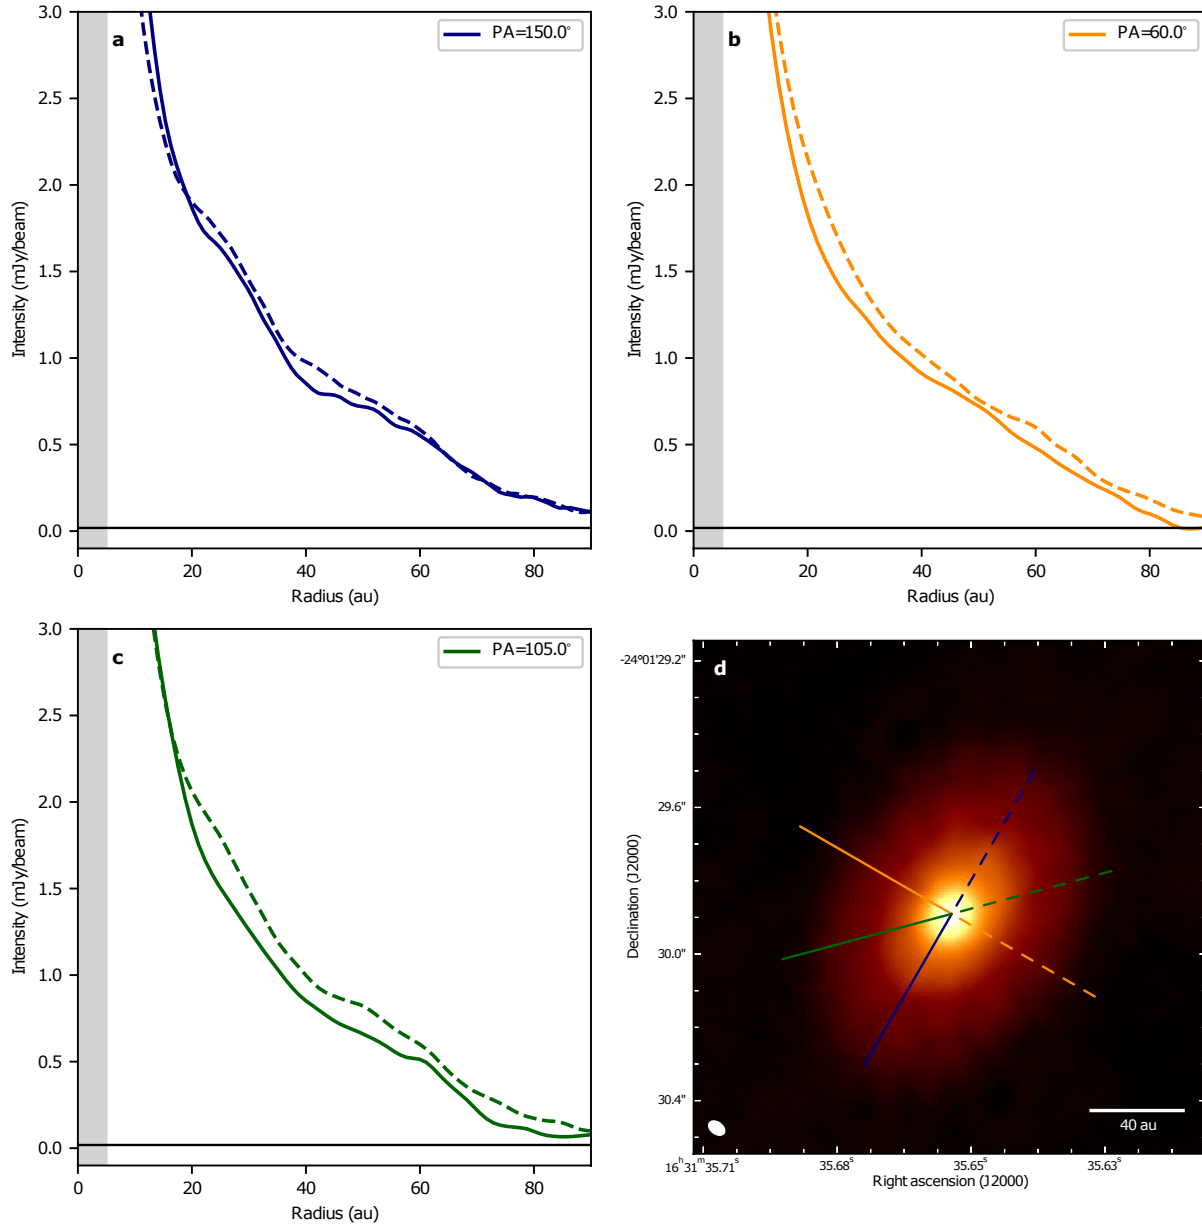 a
PA=150.0°
3.0
2.5
2.0
1.5
1.0
0.5
0.0
Intensity (mJy/beam)
0 20 40 60 80
Radius (au)
b
PA=60.0°
3.0
2.5
2.0
1.5
1.0
0.5
0.0
Intensity (mJy/beam)
0 20 40 60 80
Radius (au)
c
PA=105.0°
3.0
2.5
2.0
1.5
1.0
0.5
0.0
Intensity (mJy/beam)
0 20 40 60 80
Radius (au)
d
-24°01'29.2"
29.6"
30.0"
30.4"
Declination (J2000)
40 au
16ʰ31ᵐ35.71ˢ 35.68ˢ 35.65ˢ 35.63ˢ
Right ascension (J2000)